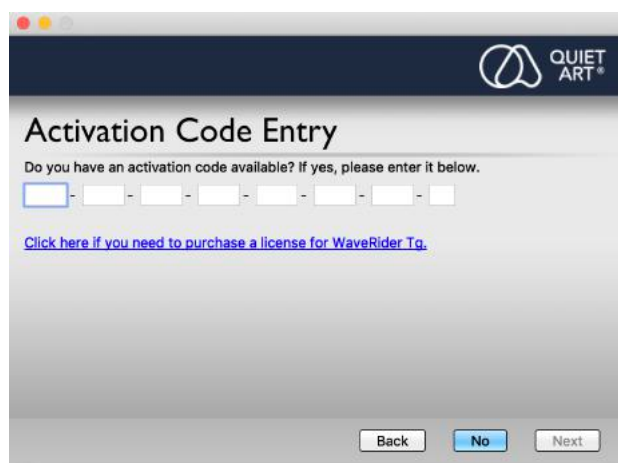 QUIET
ART®
Activation Code Entry
Do you have an activation code available? If yes, please enter it below.
- - - - - - -
Click here if you need to purchase a license for WaveRider Tg.
Back No Next